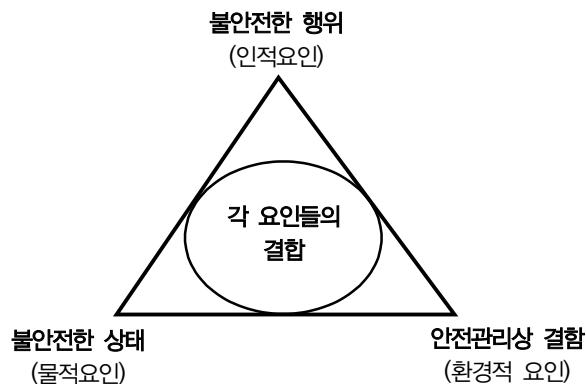 불안전한 행위
(인적요인)
각 요인들의
결합
불안전한 상태
(물적요인)
안전관리상 결함
(환경적 요인)